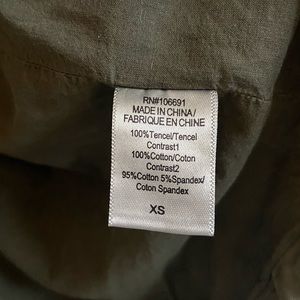 RN#106691
MADE IN CHINA/
FABRIQUE EN CHINE
100%Tencel/Tencel
Contrast1
100%Cotton/Coton
Contrast2
95%Cotton 5%Spandex/
Coton Spandex
XS